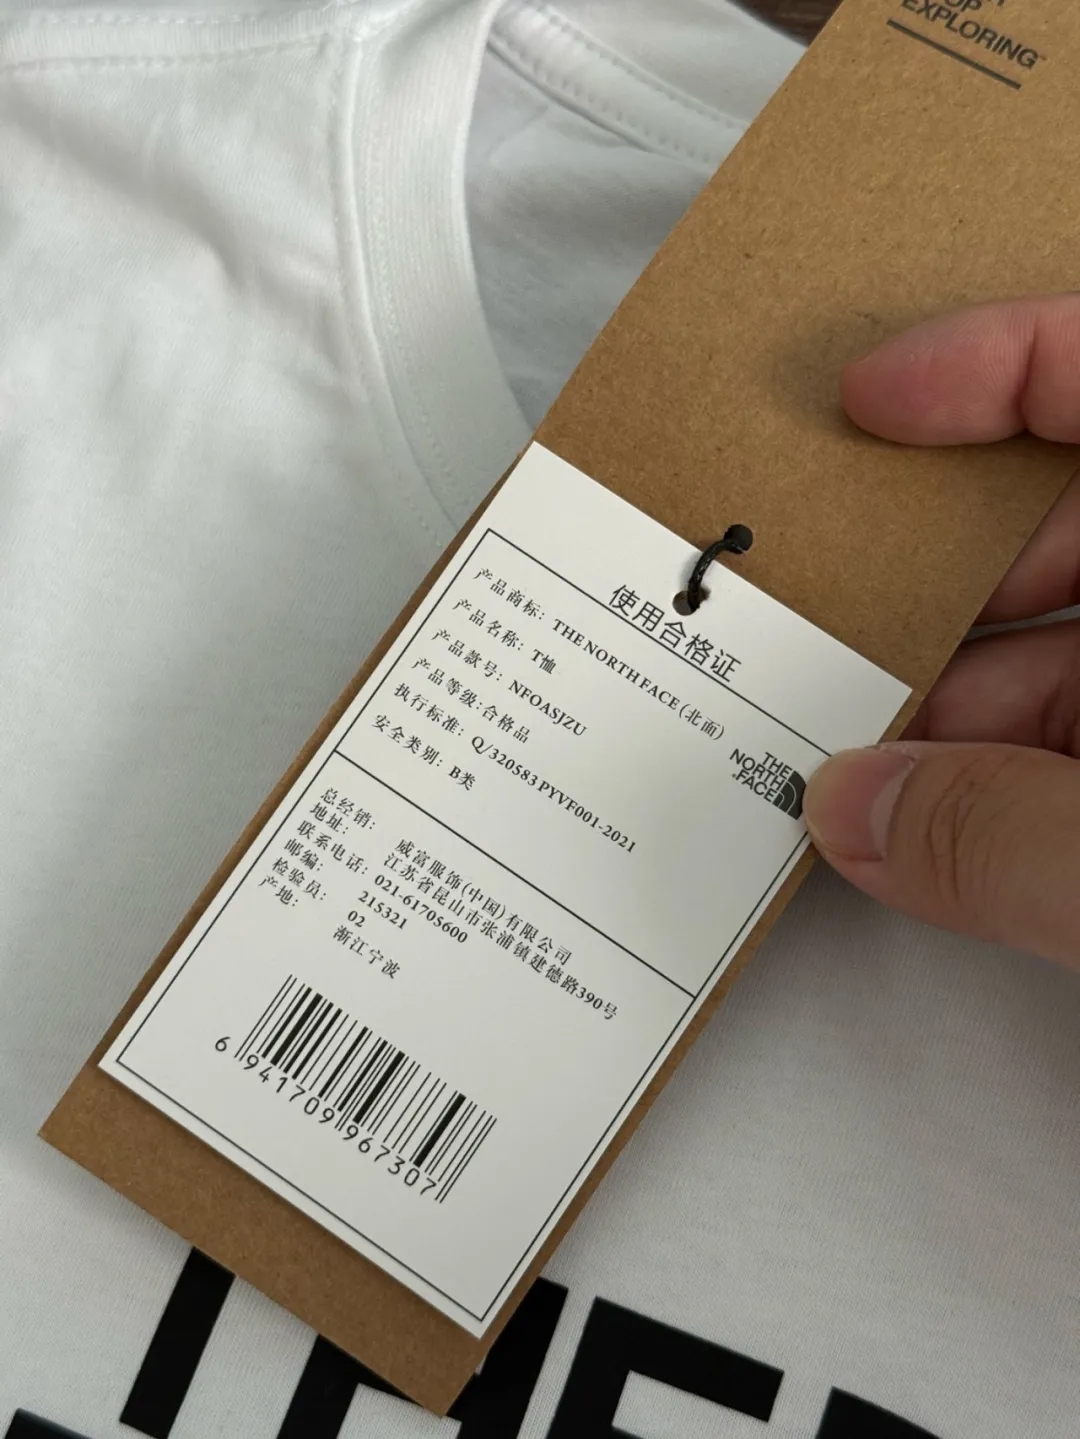 OP
EXPLORING
使用合格证
产品商标: THE NORTH FACE (北面)
产品名称: T恤
产品款号: NFOASJZU
产品等级:合格品
执行标准: Q/320583 PYVF001-2021
安全类别: B类
THE
NORTH
FACE
总经销: 威富服饰(中国)有限公司
地址: 江苏省昆山市张浦镇建德路390号
联系电话: 021-61705600
邮编: 215321
检验员: 02
产地: 浙江宁波
6 941709 967307